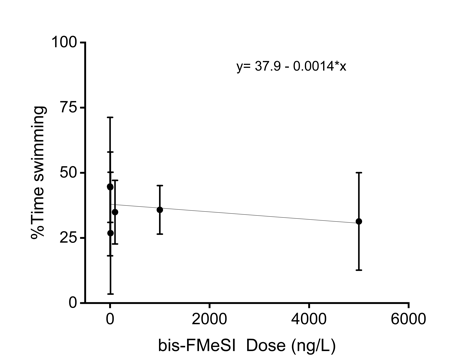 100
y= 37.9 - 0.0014*x
75
50
25
0
%Time swimming
0 2000 4000 6000
bis-FMeSI Dose (ng/L)